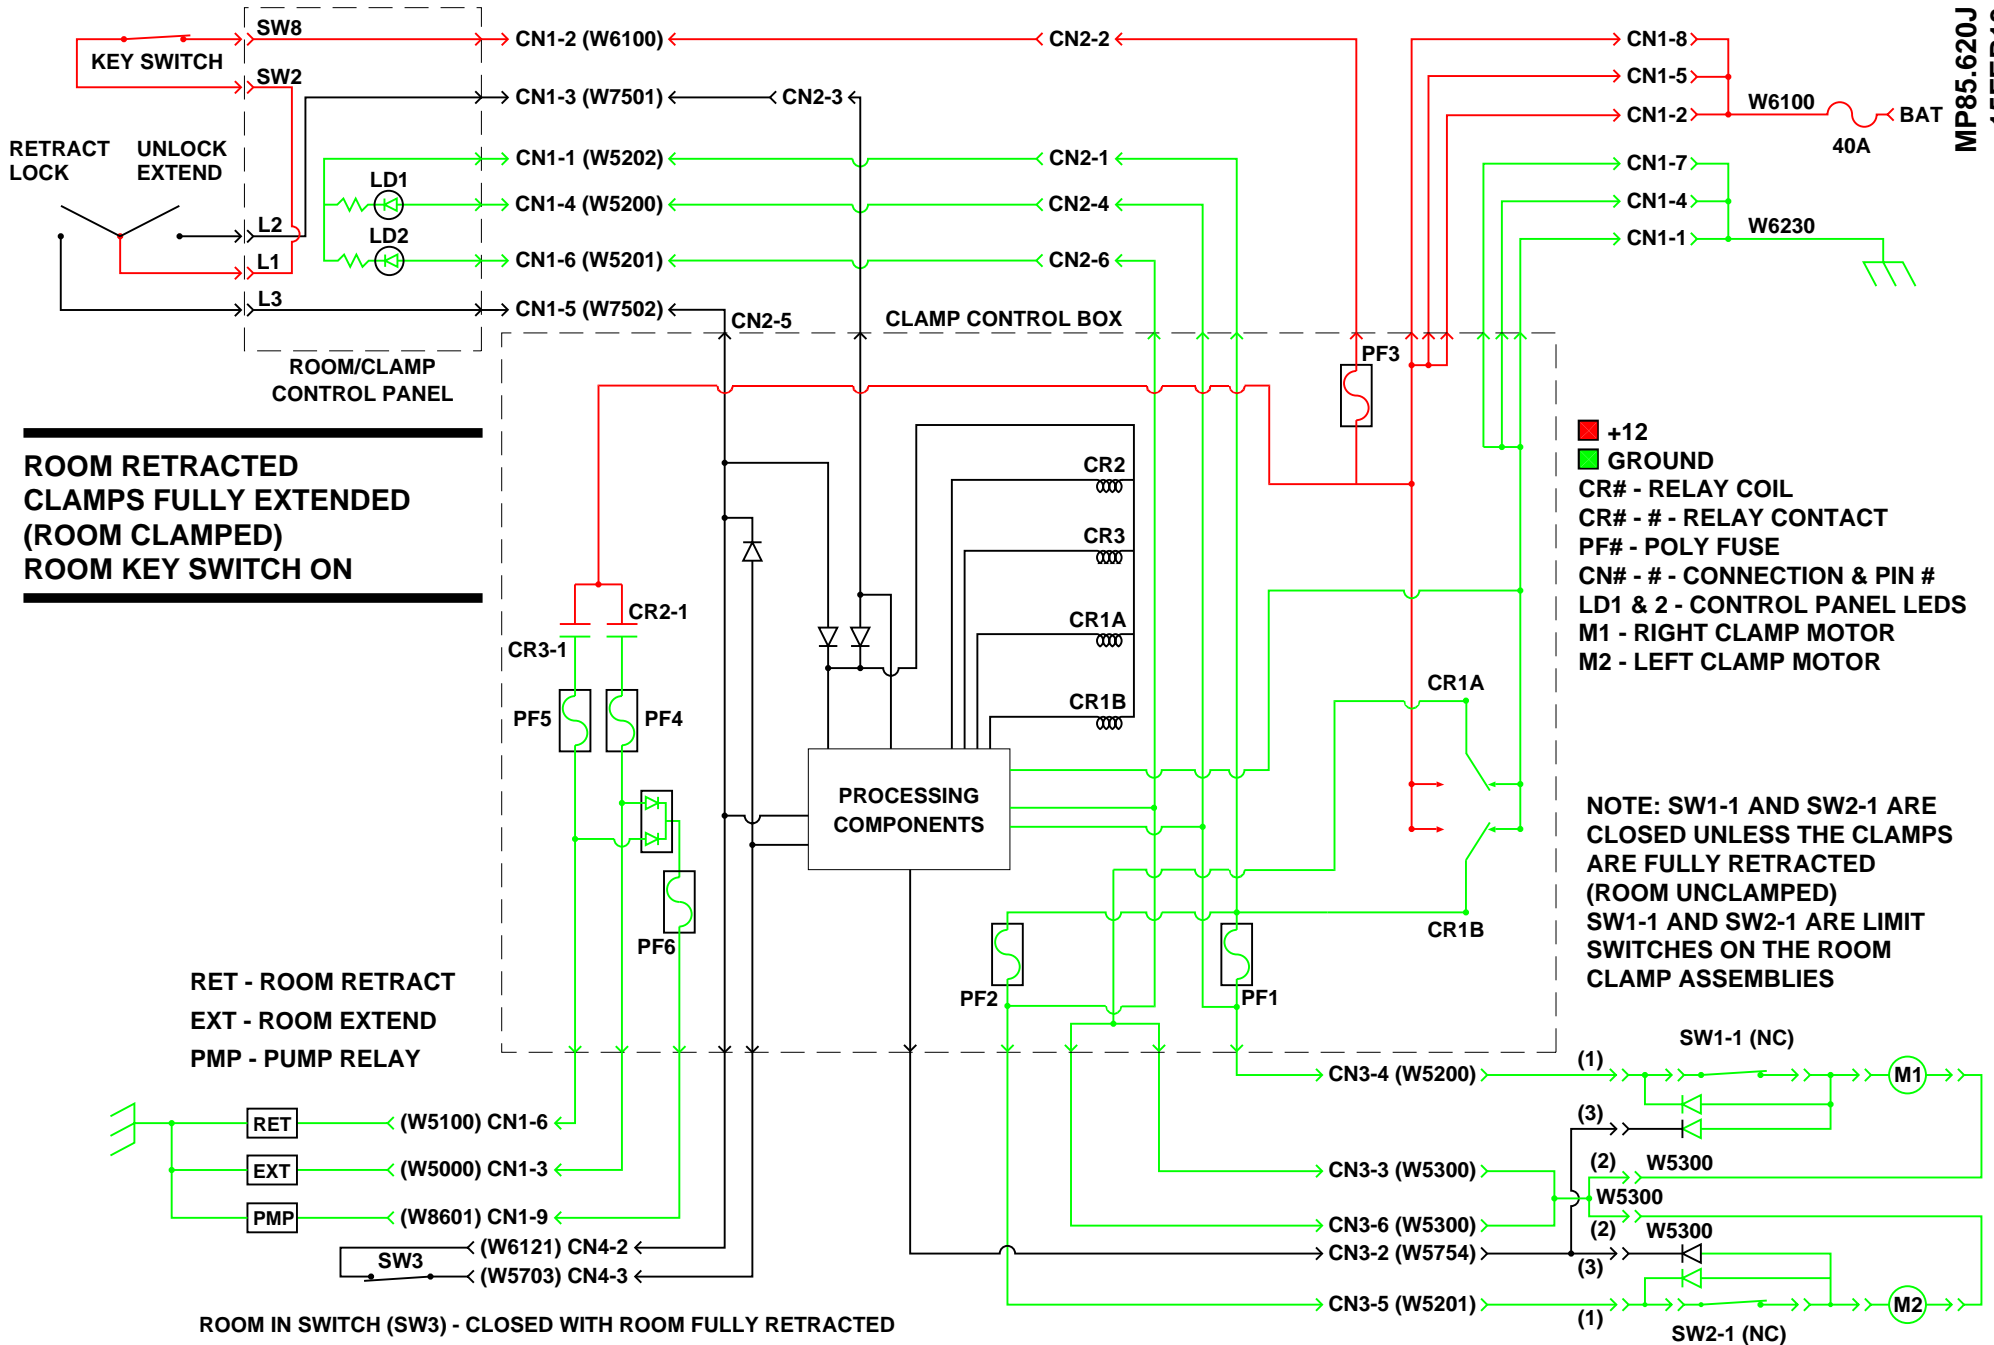 SW8
KEY SWITCH
SW2
RETRACT
LOCK
UNLOCK
EXTEND
LD1
LD2
L2
L1
L3
CN1-2 (W6100)
CN1-3 (W7501)
CN1-1 (W5202)
CN1-4 (W5200)
CN1-6 (W5201)
CN1-5 (W7502)
CN2-2
CN2-3
CN2-1
CN2-4
CN2-6
CN2-5
CN1-8
CN1-5
CN1-2
CN1-7
CN1-4
CN1-1
W6100
40A
BAT
W6230
MP85.620J
ROOM/CLAMP
CONTROL PANEL
CLAMP CONTROL BOX
ROOM RETRACTED
CLAMPS FULLY EXTENDED
(ROOM CLAMPED)
ROOM KEY SWITCH ON
PF3
CR2
CR3
CR1A
CR1B
CR2-1
CR3-1
PF5
PF4
PF6
PROCESSING
COMPONENTS
CR1A
CR1B
PF2
PF1
+12
GROUND
CR# - RELAY COIL
CR# - # - RELAY CONTACT
PF# - POLY FUSE
CN# - # - CONNECTION & PIN #
LD1 & 2 - CONTROL PANEL LEDS
M1 - RIGHT CLAMP MOTOR
M2 - LEFT CLAMP MOTOR
NOTE: SW1-1 AND SW2-1 ARE
CLOSED UNLESS THE CLAMPS
ARE FULLY RETRACTED
(ROOM UNCLAMPED)
SW1-1 AND SW2-1 ARE LIMIT
SWITCHES ON THE ROOM
CLAMP ASSEMBLIES
RET - ROOM RETRACT
EXT - ROOM EXTEND
PMP - PUMP RELAY
RET
(W5100) CN1-6
EXT
(W5000) CN1-3
PMP
(W8601) CN1-9
(W6121) CN4-2
SW3
(W5703) CN4-3
ROOM IN SWITCH (SW3) - CLOSED WITH ROOM FULLY RETRACTED
CN3-4 (W5200)
CN3-3 (W5300)
CN3-6 (W5300)
CN3-2 (W5754)
CN3-5 (W5201)
SW1-1 (NC)
(1)
M1
(3)
(2)
W5300
W5300
(2)
W5300
(3)
(1)
M2
SW2-1 (NC)